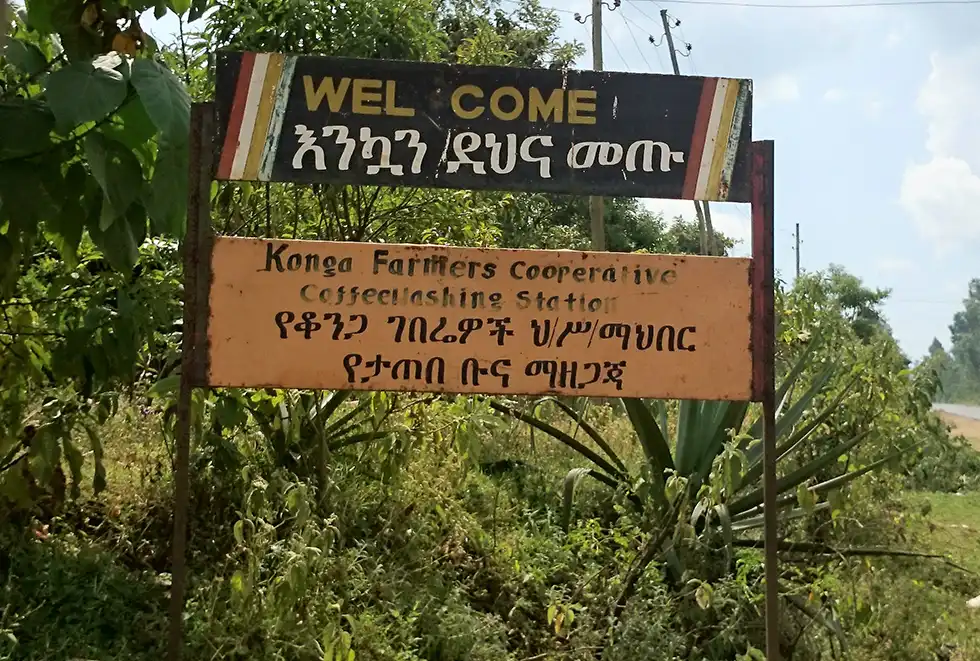 WEL COME
እንኳን ደህና መጡ
Konga Farmers Cooperative
Coffeewashing Station
የቆንጋ ገበሬዎች ህ/ሥ/ማህበር
የታጠበ ቡና ማዘጋጃ